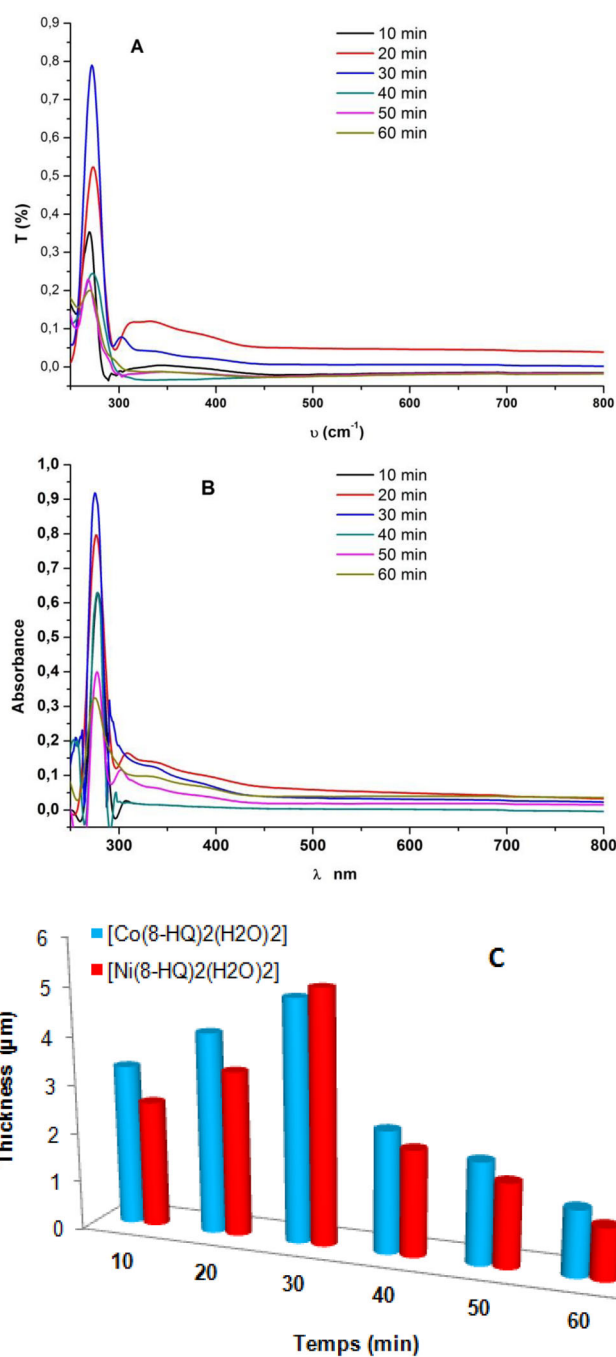 0,9
0,8
0,7
0,6
0,5
0,4
0,3
0,2
0,1
0,0
T (%)
A
10 min
20 min
30 min
40 min
50 min
60 min
300 400 500 600 700 800
υ (cm-1)
1,0
0,9
0,8
0,7
0,6
0,5
0,4
0,3
0,2
0,1
0,0
Absorbance
B
10 min
20 min
30 min
40 min
50 min
60 min
300 400 500 600 700 800
λ nm
[Co(8-HQ)2(H2O)2]
[Ni(8-HQ)2(H2O)2]
C
6
5
4
3
2
1
0
Thickness (μm)
10 20 30 40 50 60
Temps (min)